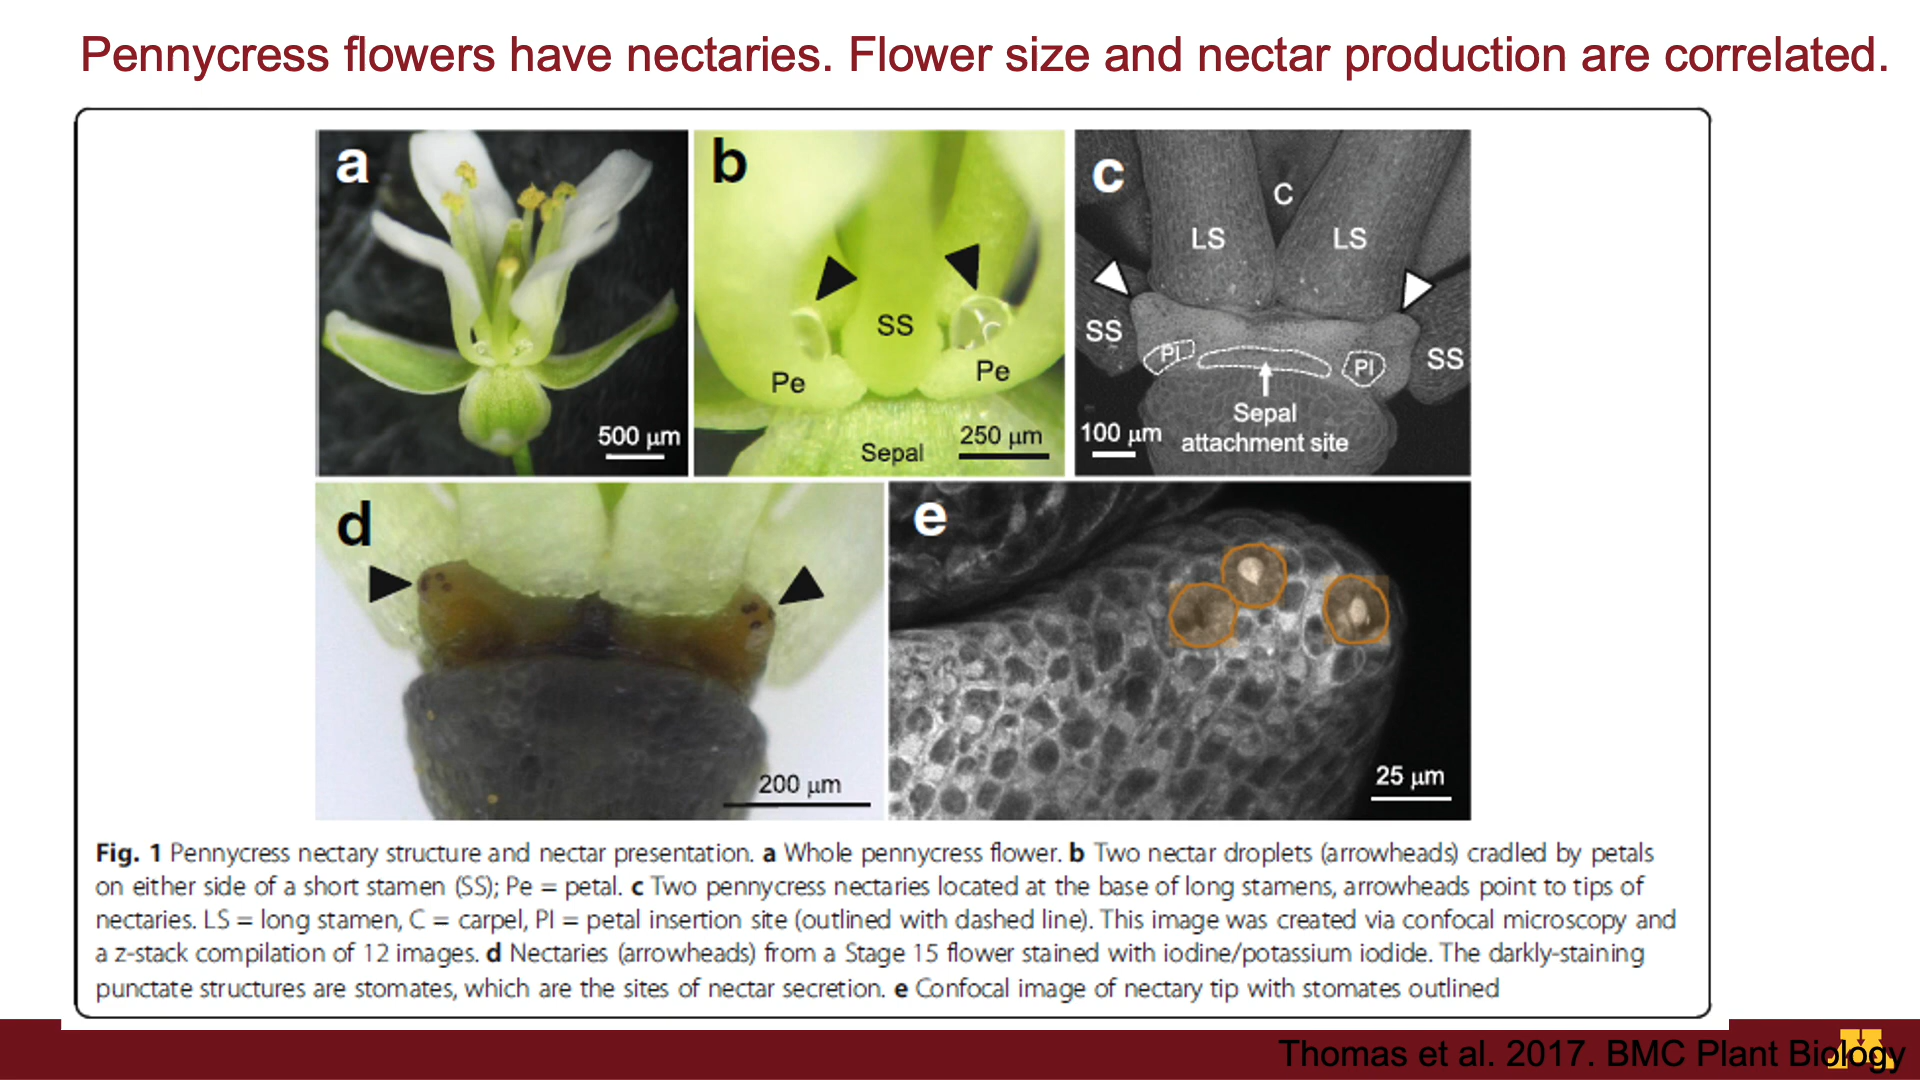 Pennycress flowers have nectaries. Flower size and nectar production are correlated.
a
500 µm
b
SS
Pe
Pe
Sepal
250 µm
c
C
LS
LS
SS
SS
PI
PI
Sepal
attachment site
100 µm
d
200 µm
e
25 µm
Fig. 1 Pennycress nectary structure and nectar presentation. a Whole pennycress flower. b Two nectar droplets (arrowheads) cradled by petals
on either side of a short stamen (SS); Pe = petal. c Two pennycress nectaries located at the base of long stamens, arrowheads point to tips of
nectaries. LS = long stamen, C = carpel, PI = petal insertion site (outlined with dashed line). This image was created via confocal microscopy and
a z-stack compilation of 12 images. d Nectaries (arrowheads) from a Stage 15 flower stained with iodine/potassium iodide. The darkly-staining
punctate structures are stomates, which are the sites of nectar secretion. e Confocal image of nectary tip with stomates outlined
Thomas et al. 2017. BMC Plant Biology